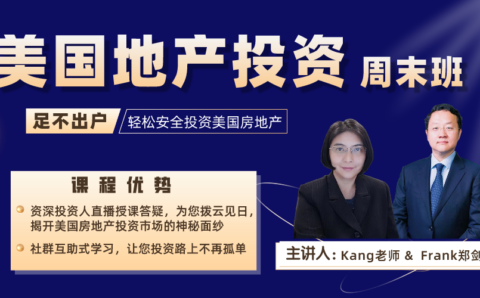 美国地产投资 周末班
足不出户 轻松安全投资美国房地产
课程优势
资深投资人直播授课答疑，为您拨云见日，
揭开美国房地产投资市场的神秘面纱
社群互助式学习，让您投资路上不再孤单
主讲人：Kang老师 & Frank郑剑